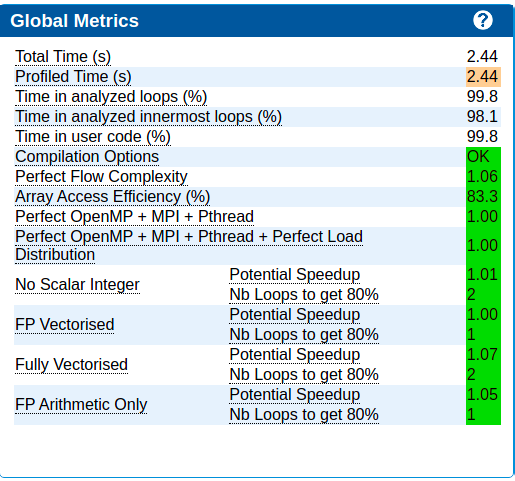 Global Metrics ?
Total Time (s) 2.44
Profiled Time (s) 2.44
Time in analyzed loops (%) 99.8
Time in analyzed innermost loops (%) 98.1
Time in user code (%) 99.8
Compilation Options OK
Perfect Flow Complexity 1.06
Array Access Efficiency (%) 83.3
Perfect OpenMP + MPI + Pthread 1.00
Perfect OpenMP + MPI + Pthread + Perfect Load
Distribution 1.00
No Scalar Integer Potential Speedup 1.01
Nb Loops to get 80% 2
FP Vectorised Potential Speedup 1.00
Nb Loops to get 80% 1
Fully Vectorised Potential Speedup 1.07
Nb Loops to get 80% 2
FP Arithmetic Only Potential Speedup 1.05
Nb Loops to get 80% 1